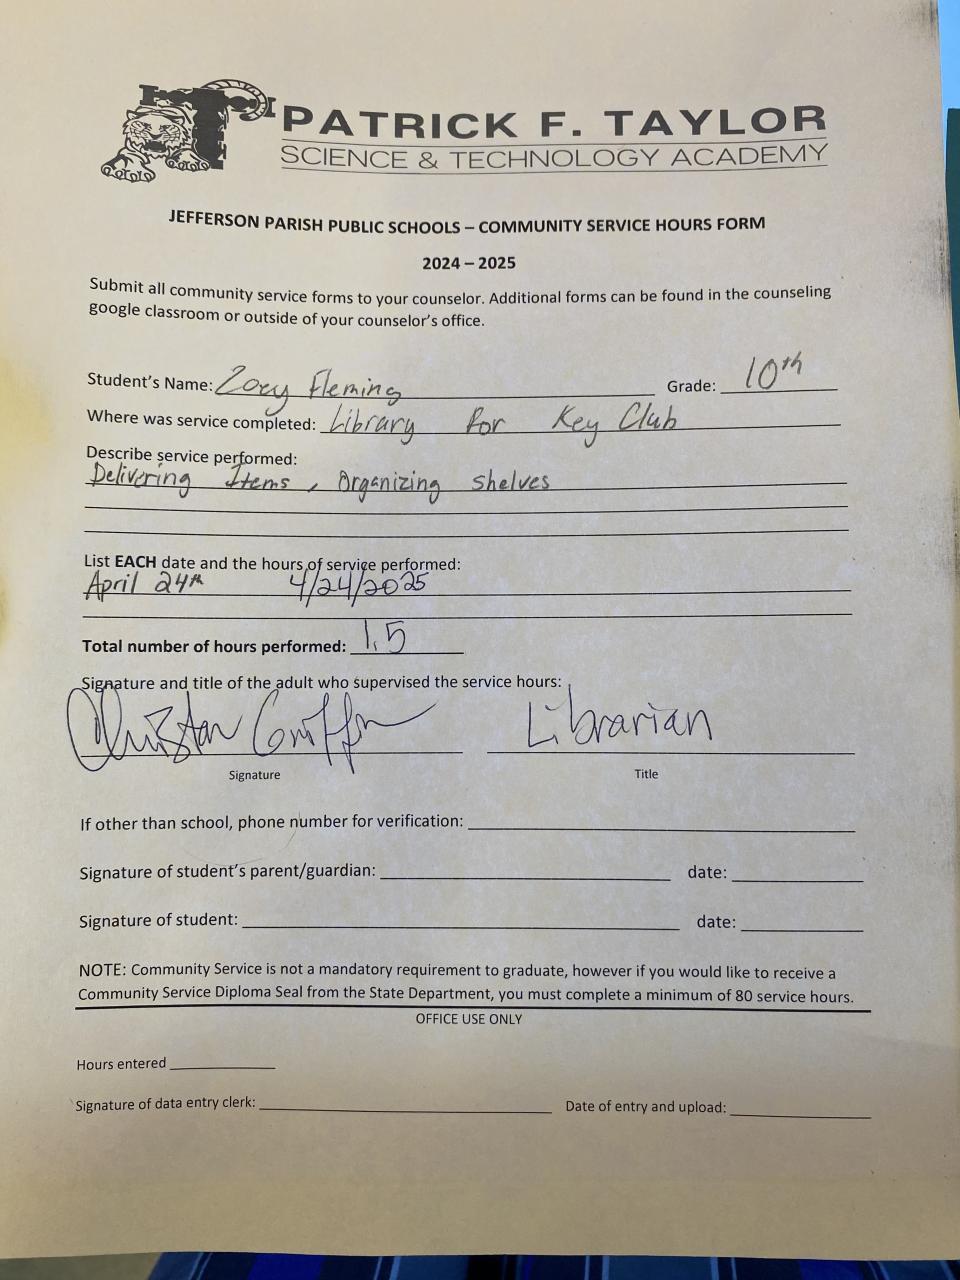 PATRICK F. TAYLOR
SCIENCE & TECHNOLOGY ACADEMY
JEFFERSON PARISH PUBLIC SCHOOLS – COMMUNITY SERVICE HOURS FORM
2024 – 2025
Submit all community service forms to your counselor. Additional forms can be found in the counseling
google classroom or outside of your counselor's office.
Student's Name: Zoey Fleming Grade: 10th
Where was service completed: Library for Key Club
Describe service performed:
Delivering Items, Organizing shelves
List EACH date and the hours of service performed:
April 24th 4/24/2025
Total number of hours performed: 1.5
Signature and title of the adult who supervised the service hours:
Griffin Librarian
Signature Title
If other than school, phone number for verification:
Signature of student's parent/guardian: date:
Signature of student: date:
NOTE: Community Service is not a mandatory requirement to graduate, however if you would like to receive a
Community Service Diploma Seal from the State Department, you must complete a minimum of 80 service hours.
OFFICE USE ONLY
Hours entered
Signature of data entry clerk: Date of entry and upload: